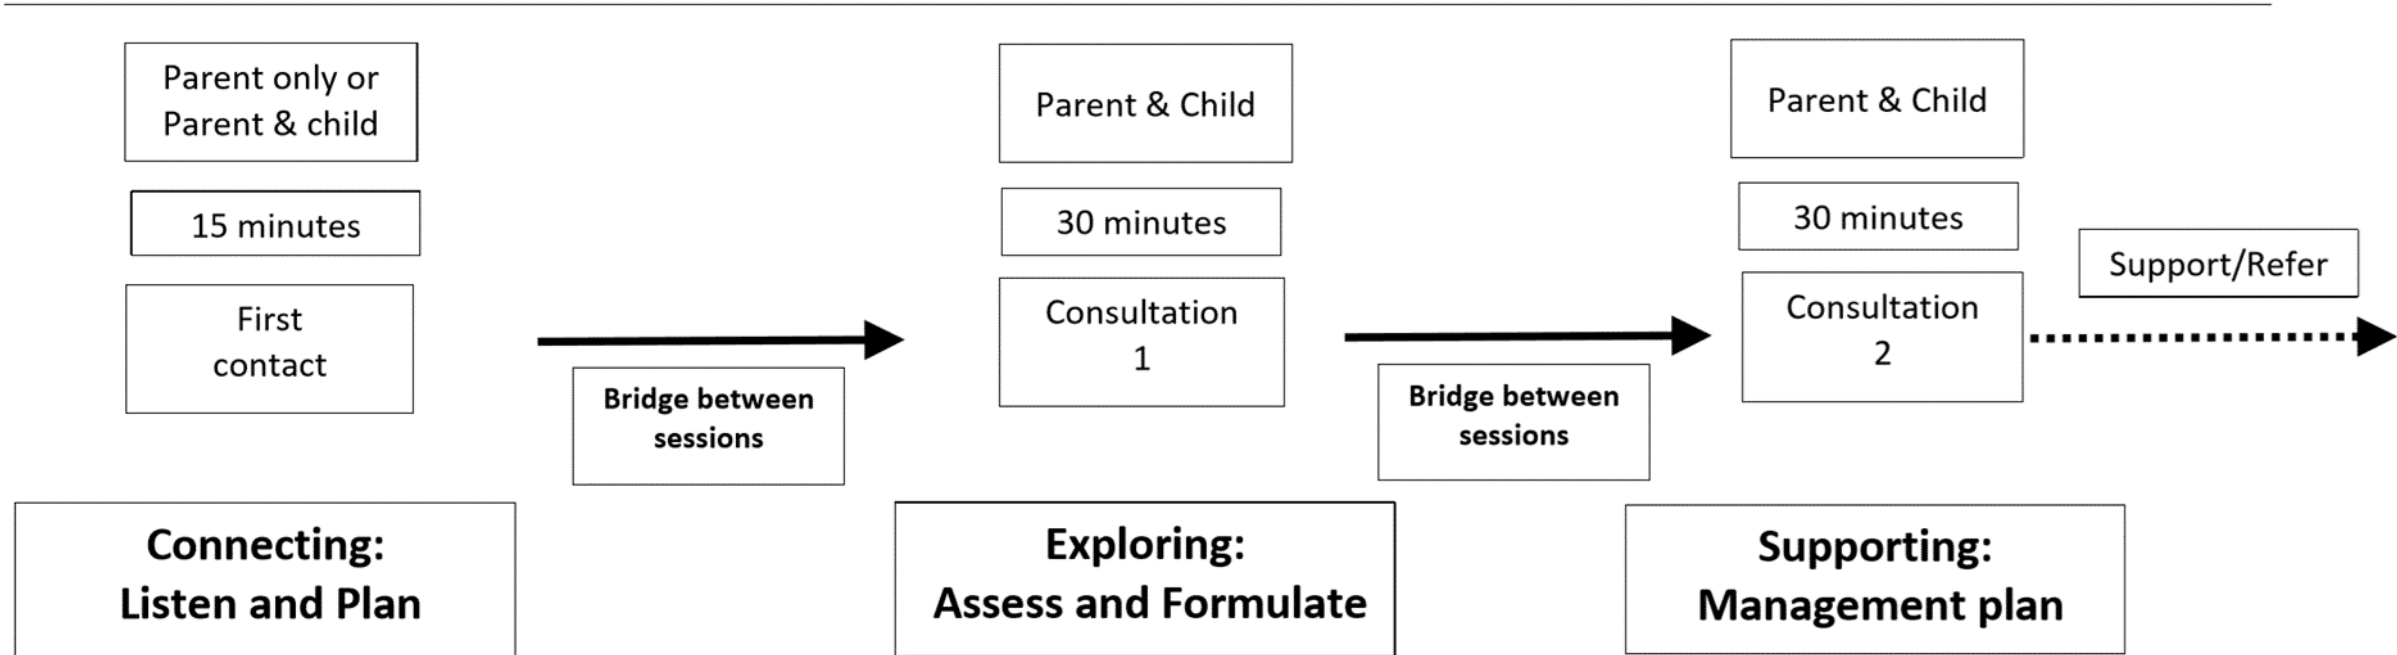 Parent only or
Parent & child
15 minutes
First
contact
Bridge between
sessions
Connecting:
Listen and Plan
Parent & Child
30 minutes
Consultation
1
Bridge between
sessions
Exploring:
Assess and Formulate
Parent & Child
30 minutes
Consultation
2
Support/Refer
Supporting:
Management plan